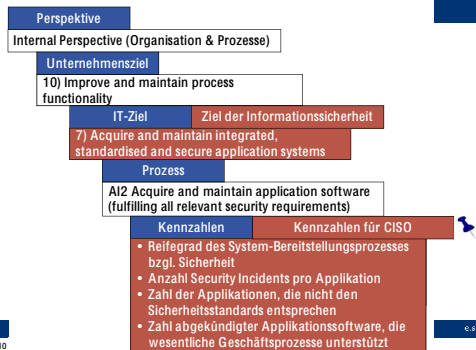 Perspektive
Internal Perspective (Organisation & Prozesse)
Unternehmensziel
10) Improve and maintain process
functionality
IT-Ziel
Ziel der Informationssicherheit
7) Acquire and maintain integrated,
standardised and secure application systems
Prozess
AI2 Acquire and maintain application software
(fulfilling all relevant security requirements)
Kennzahlen
Kennzahlen für CISO
• Reifegrad des System-Bereitstellungsprozesses
bzgl. Sicherheit
• Anzahl Security Incidents pro Applikation
• Zahl der Applikationen, die nicht den
Sicherheitsstandards entsprechen
• Zahl abgekündigter Applikationssoftware, die
wesentliche Geschäftsprozesse unterstützt